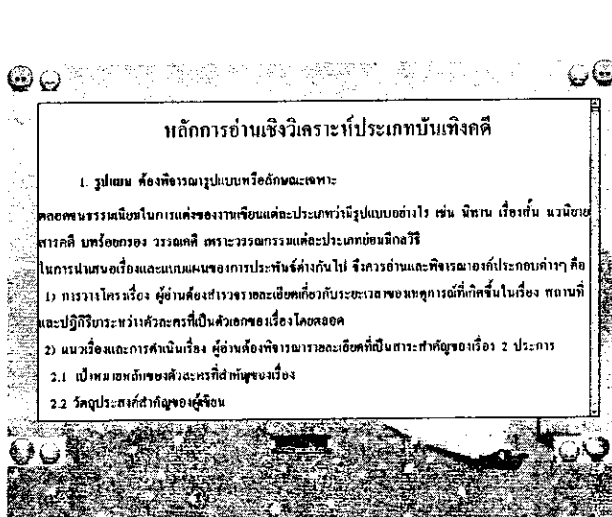 หลักการอ่านเชิงวิเคราะห์ประเภทบันเทิงคดี
1. รูปแบบ ต้องพิจารณารูปแบบหรือลักษณะเฉพาะ
ตลอดจนธรรมเนียมในการแต่งของงานเขียนแต่ละประเภทว่ามีรูปแบบอย่างไร เช่น นิทาน เรื่องสั้น นวนิยาย
สารคดี บทร้อยกรอง วรรณคดี เพราะวรรณกรรมแต่ละประเภทย่อมมีกลวิธี
ในการนำเสนอเรื่องและแบบแผนของการประพันธ์ต่างกันไป จึงควรอ่านและพิจารณาองค์ประกอบต่างๆ คือ
1) การวางโครงเรื่อง ผู้อ่านต้องสำรวจรายละเอียดเกี่ยวกับระยะเวลาของเหตุการณ์ที่เกิดขึ้นในเรื่อง สถานที่
และปฏิกิริยาระหว่างตัวละครที่เป็นตัวเอกของเรื่องโดยตลอด
2) แนวเรื่องและการดำเนินเรื่อง ผู้อ่านต้องพิจารณารายละเอียดที่เป็นสาระสำคัญของเรื่อง 2 ประการ
2.1 เป้าหมายหลักของตัวละครที่สำคัญของเรื่อง
2.2 วัตถุประสงค์สำคัญของผู้เขียน